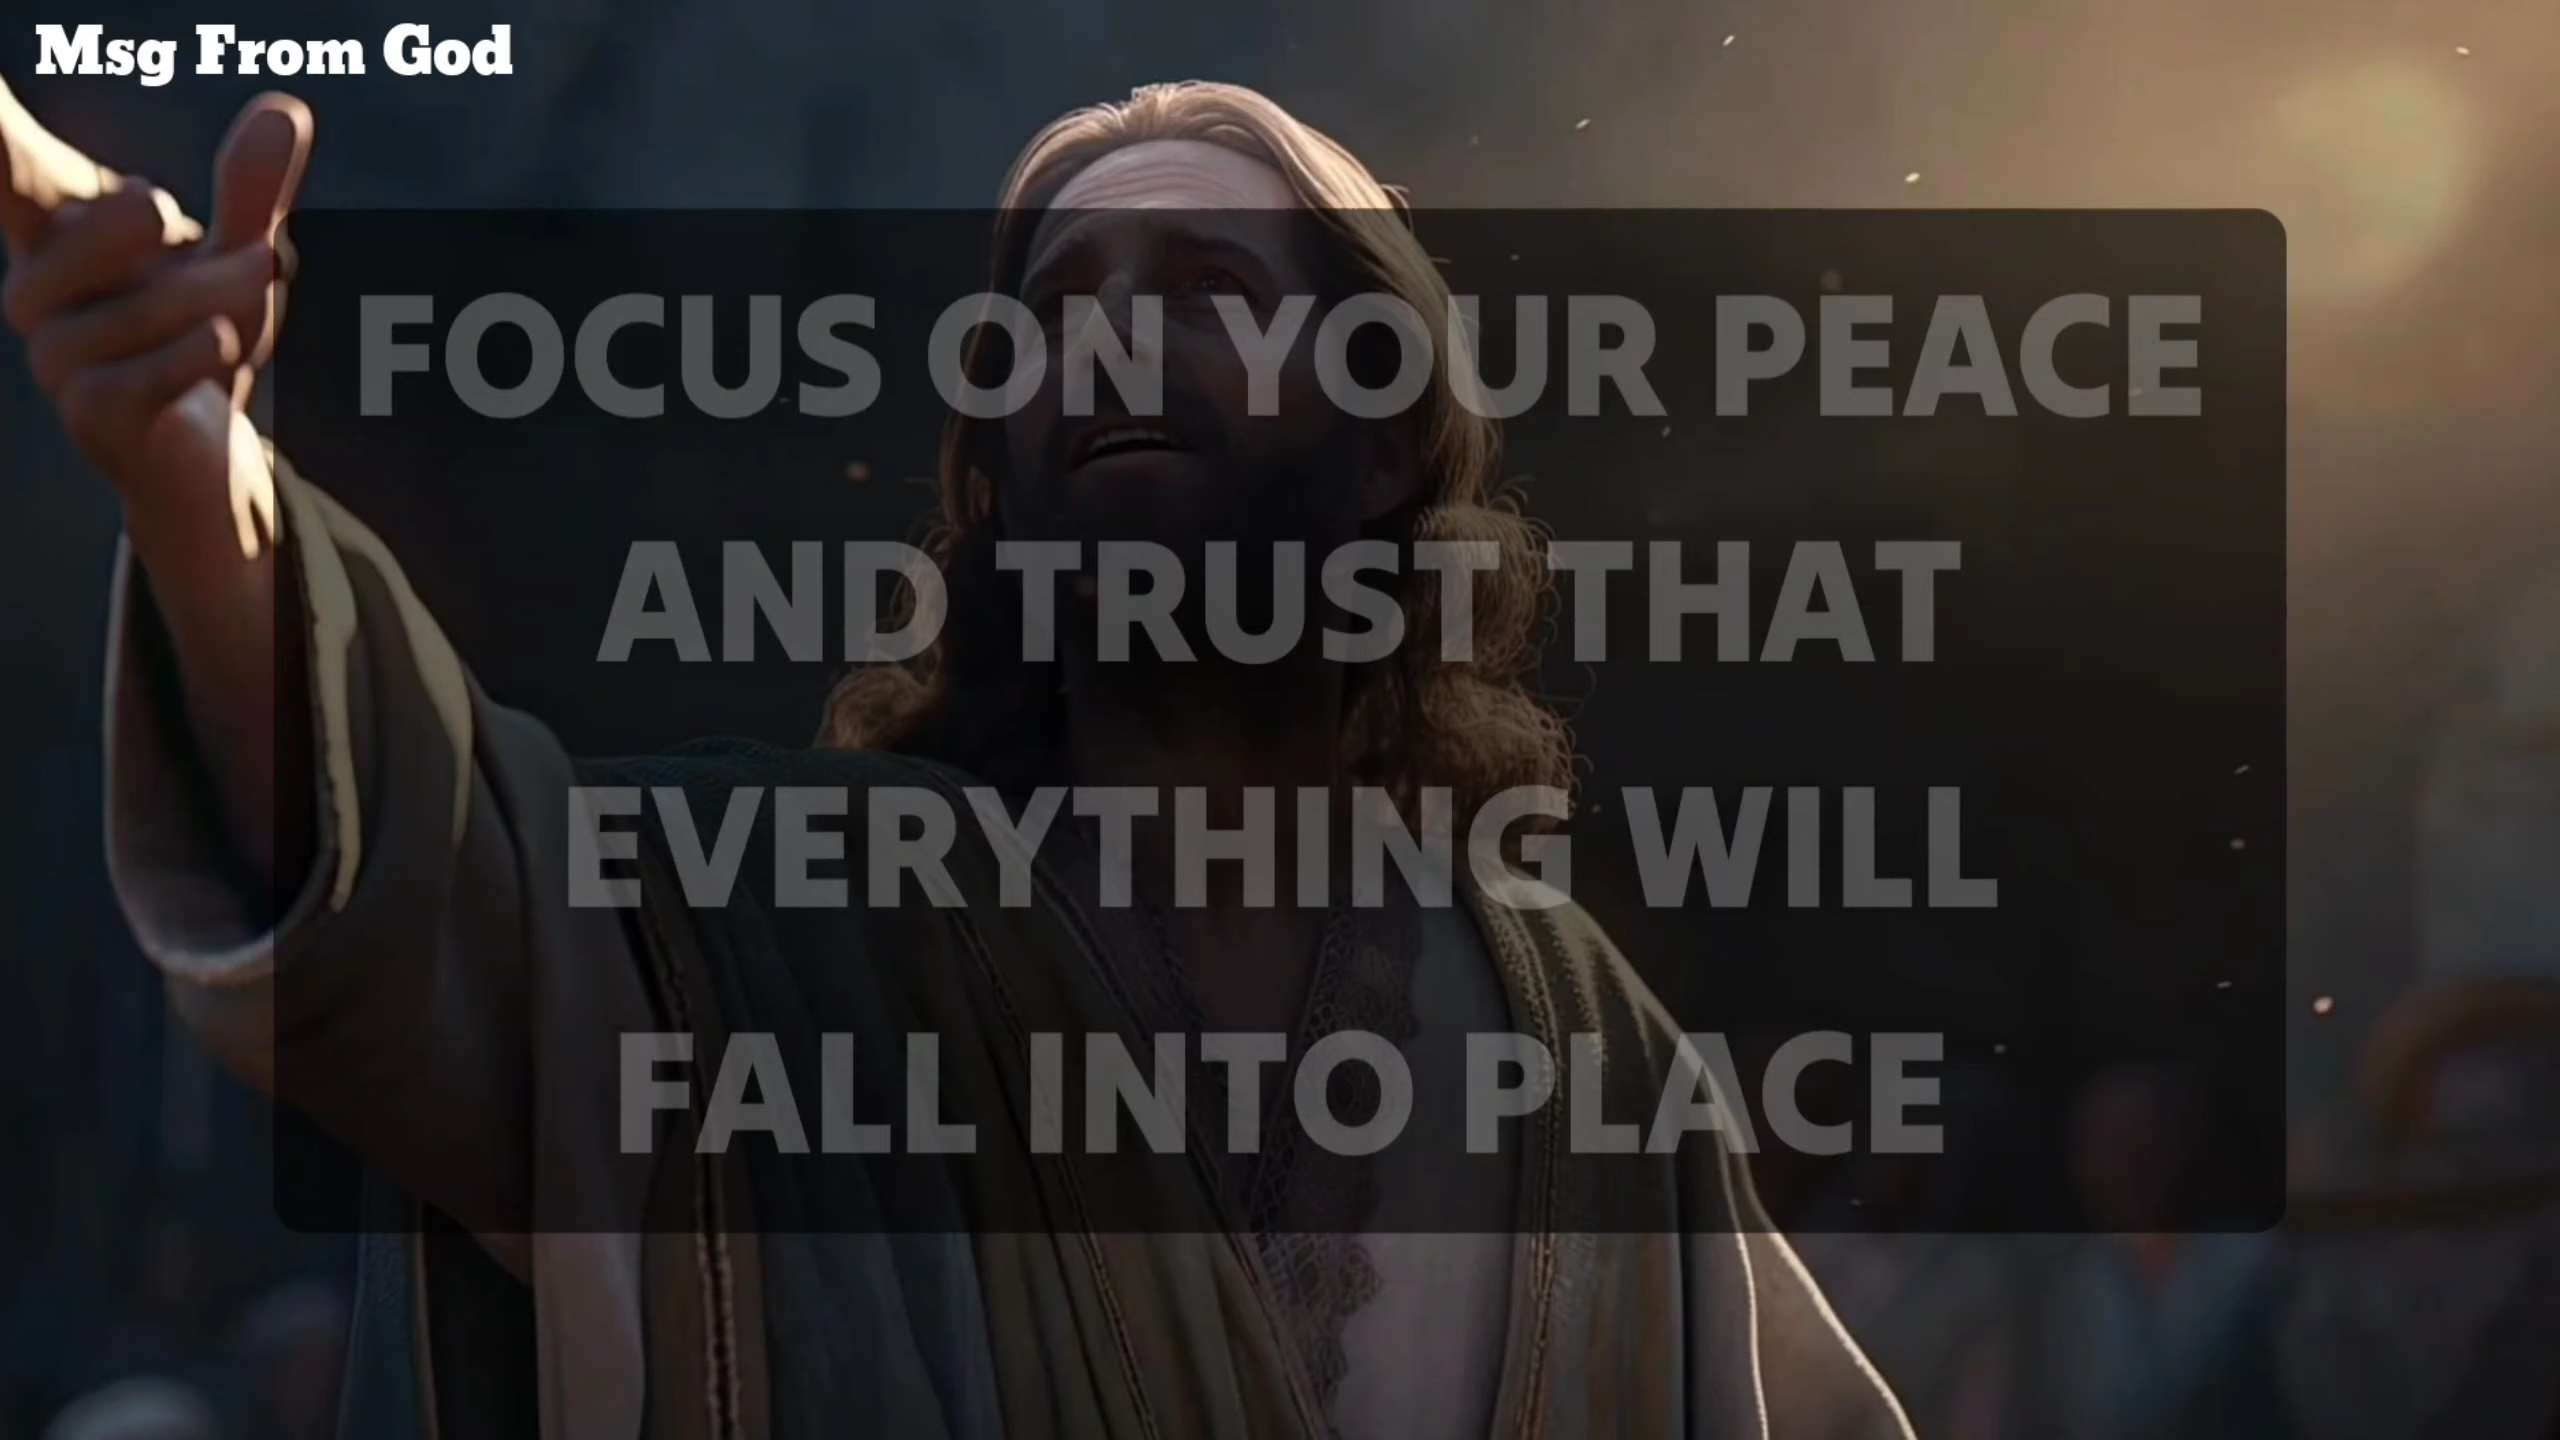 Msg From God
FOCUS ON YOUR PEACE
AND TRUST THAT
EVERYTHING WILL
FALL INTO PLACE